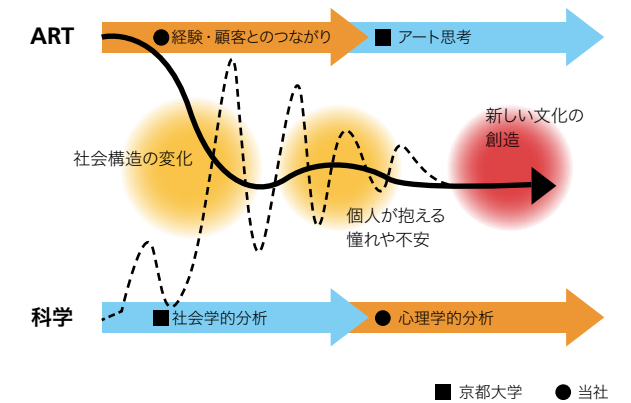 ART
●経験・顧客とのつながり
■ アート思考
新しい文化の
創造
社会構造の変化
個人が抱える
憧れや不安
科学
■社会学的分析
● 心理学的分析
■ 京都大学
● 当社